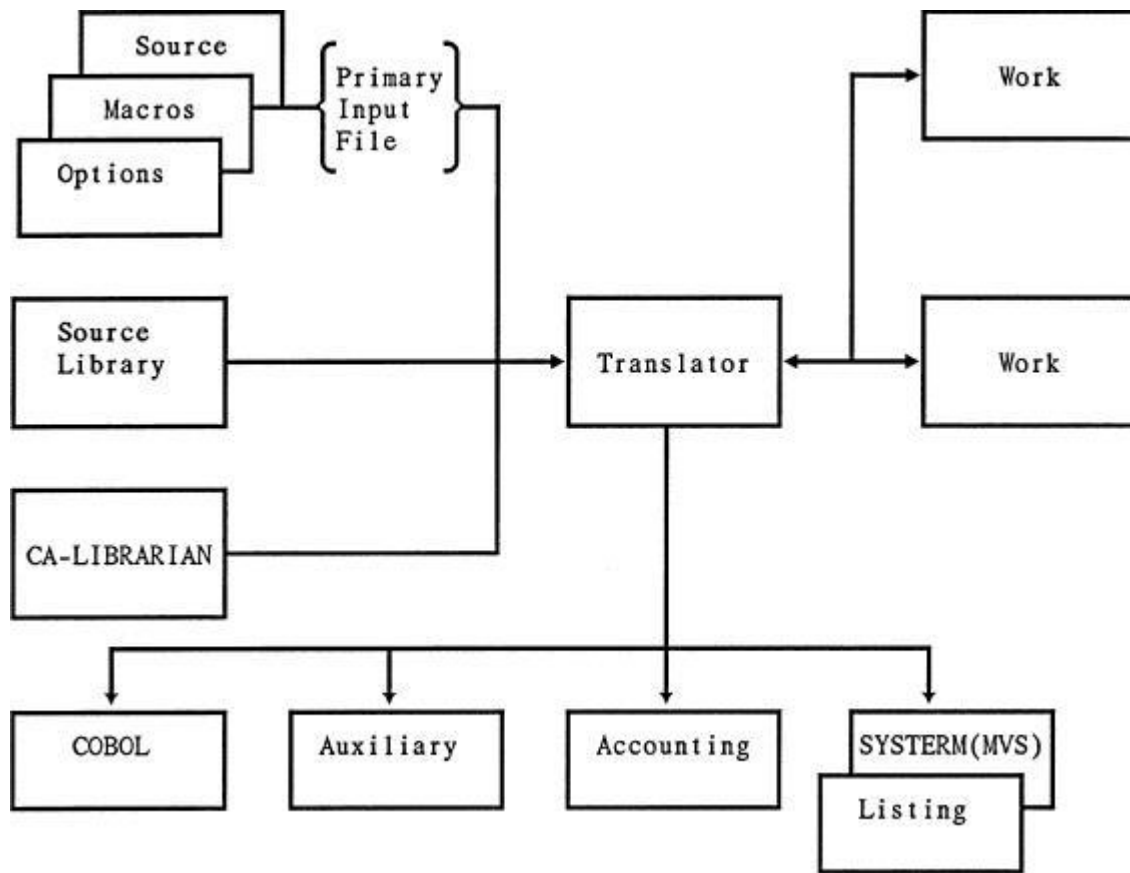 Source
Macros
Options
Primary
Input
File
Work
Source
Library
Translator
Work
CA-LIBRARIAN
COBOL
Auxiliary
Accounting
SYSTERM(MVS)
Listing